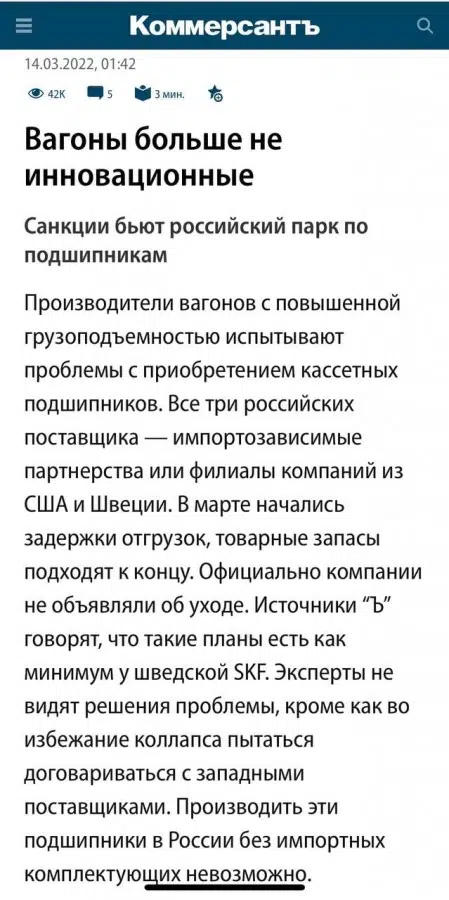 Коммерсантъ
14.03.2022, 01:42
42K 5 3 мин.
Вагоны больше не
инновационные
Санкции бьют российский парк по
подшипникам
Производители вагонов с повышенной
грузоподъемностью испытывают
проблемы с приобретением кассетных
подшипников. Все три российских
поставщика — импортозависимые
партнерства или филиалы компаний из
США и Швеции. В марте начались
задержки отгрузок, товарные запасы
подходят к концу. Официально компании
не объявляли об уходе. Источники “Ъ”
говорят, что такие планы есть как
минимум у шведской SKF. Эксперты не
видят решения проблемы, кроме как во
избежание коллапса пытаться
договариваться с западными
поставщиками. Производить эти
подшипники в России без импортных
комплектующих невозможно.